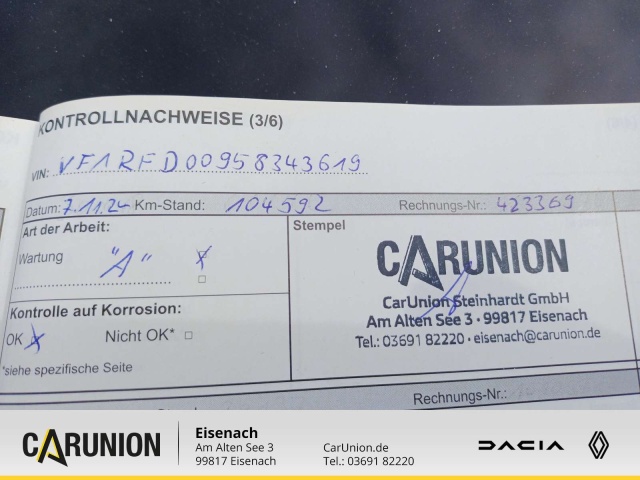 KONTROLLNACHWEISE (3/6)
VIN: VF1RFD00958343619
Datum: 7.11.24 Km-Stand: 104592 Rechnungs-Nr.: 423369
Art der Arbeit:
Wartung "A"
Kontrolle auf Korrosion:
OK Nicht OK* □
*siehe spezifische Seite
Stempel
CARUNION
CarUnion Steinhardt GmbH
Am Alten See 3 · 99817 Eisenach
Tel.: 03691 82220 · eisenach@carunion.de
Rechnungs-Nr.:
CARUNION
Eisenach
Am Alten See 3
99817 Eisenach
CarUnion.de
Tel.: 03691 82220
DACIA